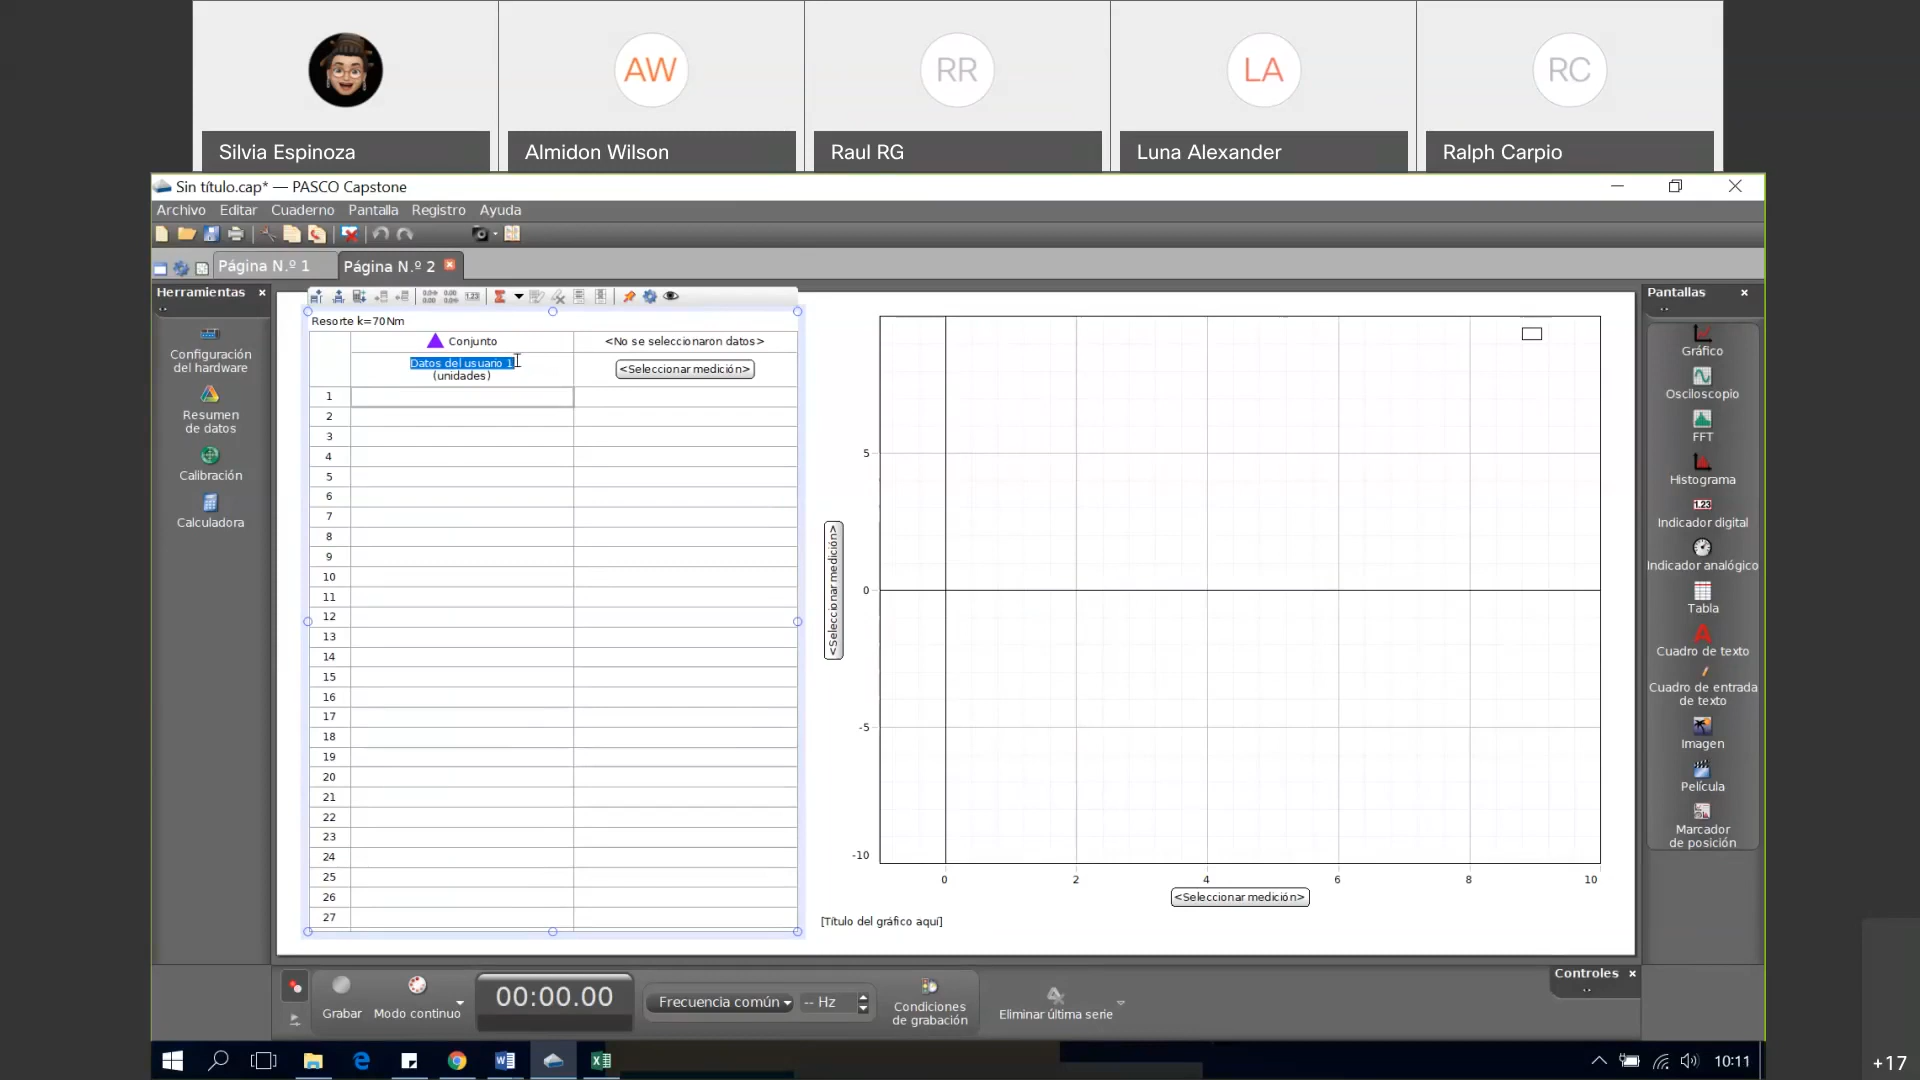 AW
RR
LA
RC
Silvia Espinoza
Almidon Wilson
Raul RG
Luna Alexander
Ralph Carpio
Sin título.cap* — PASCO Capstone
Archivo Editar Cuaderno Pantalla Registro Ayuda
Página N.º 1
Página N.º 2
Herramientas
Configuración
del hardware
Resumen
de datos
Calibración
Calculadora
Resorte k=70Nm
Conjunto
<No se seleccionaron datos>
Datos del usuario 1
(unidades)
<Seleccionar medición>
1
2
3
4
5
6
7
8
9
10
11
12
13
14
15
16
17
18
19
20
21
22
23
24
25
26
27
<Seleccionar medición>
5
0
-5
-10
0 2 4 6 8 10
<Seleccionar medición>
[Título del gráfico aquí]
Pantallas
Gráfico
Osciloscopio
FFT
Histograma
1.23
Indicador digital
Indicador analógico
Tabla
Cuadro de texto
Cuadro de entrada
de texto
Imagen
Película
Marcador
de posición
Grabar
Modo continuo
00:00.00
Frecuencia común
-- Hz
Condiciones
de grabación
Eliminar última serie
Controles
10:11
+17